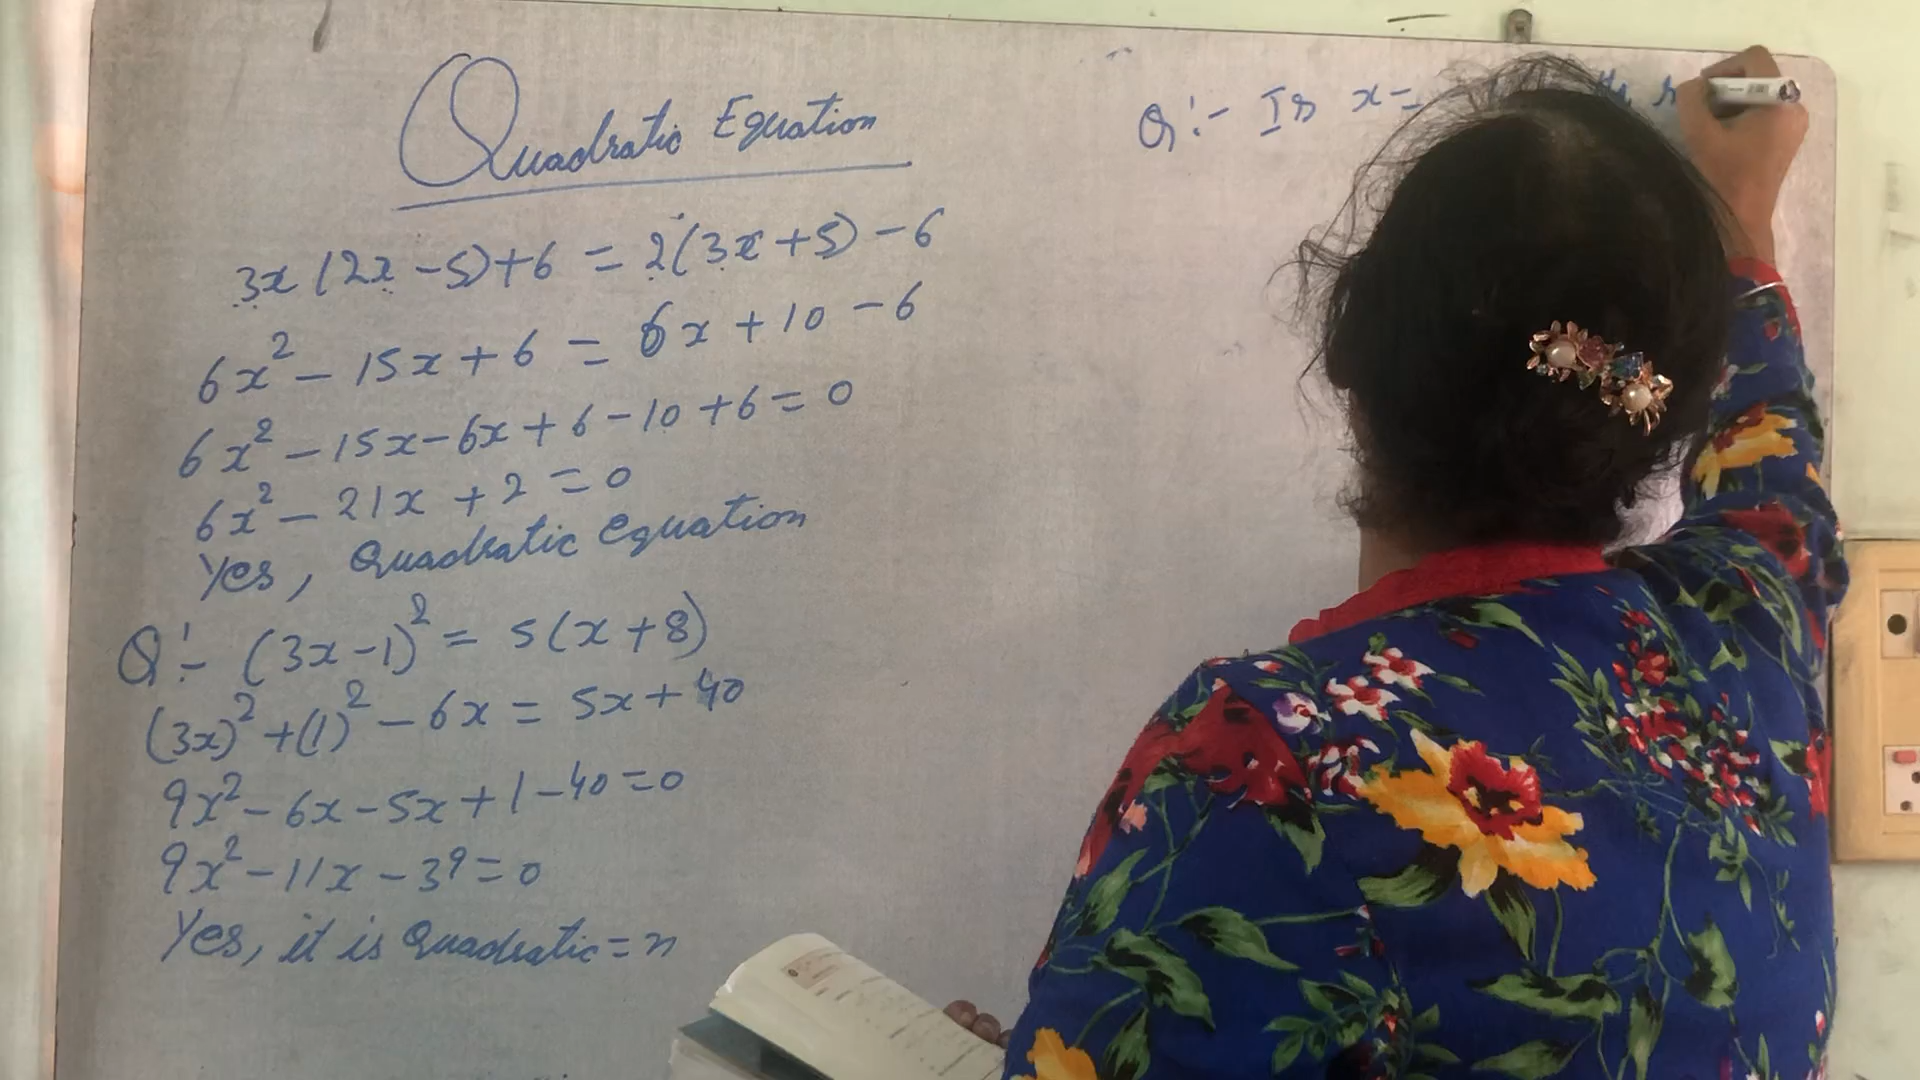 Quadratic Equation
3x (2x - 5) + 6 = 2(3x + 5) - 6
6x² - 15x + 6 = 6x + 10 - 6
6x² - 15x - 6x + 6 - 10 + 6 = 0
6x² - 21x + 2 = 0
Yes, Quadratic equation
Q:- (3x-1)² = 5(x+8)
(3x)² + (1)² - 6x = 5x + 40
9x² - 6x - 5x + 1 - 40 = 0
9x² - 11x - 39 = 0
Yes, it is Quadratic = n
Q:- Is x =